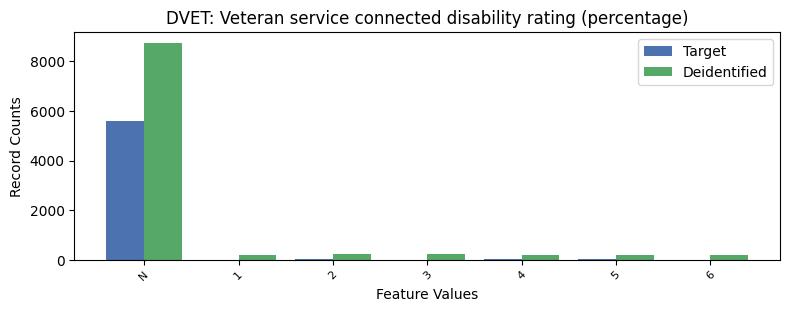 DVET: Veteran service connected disability rating (percentage)
Target
Deidentified
Record Counts
8000
6000
4000
2000
0
N 1 2 3 4 5 6
Feature Values